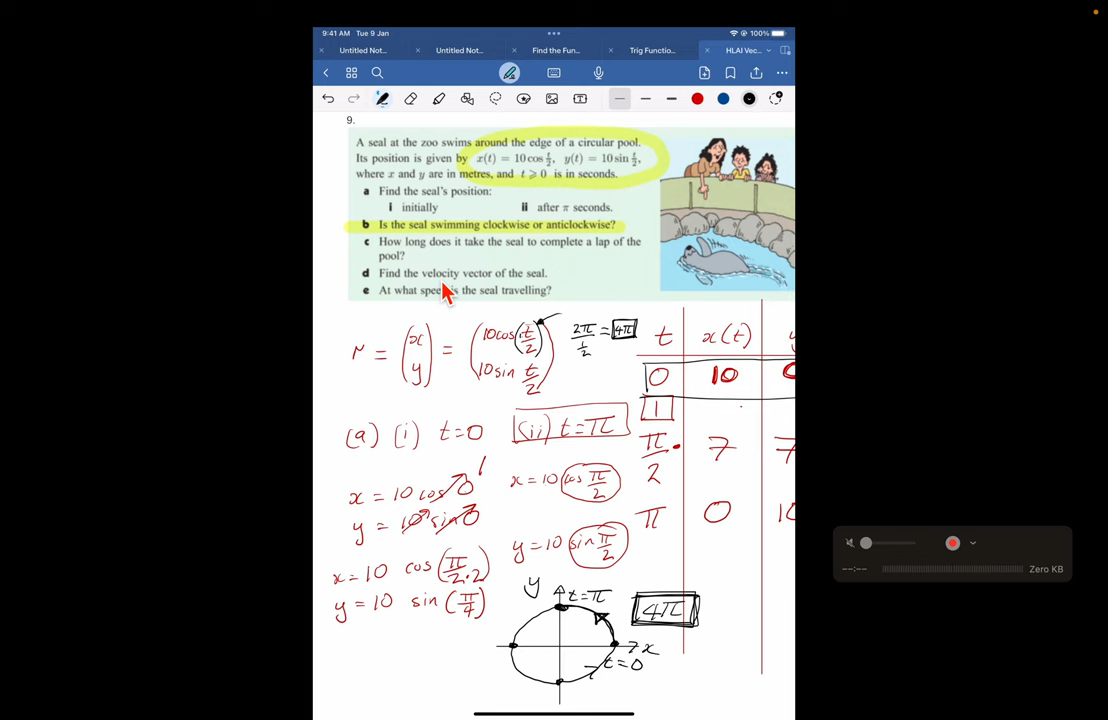 9:41 AM Tue 9 Jan
100%
Untitled Not...
Untitled Not...
Find the Fun...
Trig Functio...
HLAI Vec...
9.
A seal at the zoo swims around the edge of a circular pool.
Its position is given by x(t) = 10 cos t/2, y(t) = 10 sin t/2,
where x and y are in metres, and t ⩾ 0 is in seconds.
a Find the seal's position:
i initially ii after π seconds.
b Is the seal swimming clockwise or anticlockwise?
c How long does it take the seal to complete a lap of the
pool?
d Find the velocity vector of the seal.
e At what speed is the seal travelling?
r = (x y) = (10cos(t/2) 10sin t/2)
2π / 1/2 = 4π
t x(t) y
0 10 0
1
π/2 7 7
π 0 10
(a) (i) t=0
(ii) t=π
x = 10 cos 0 1
y = 10 sin 0
x = 10 cos π/2
y = 10 sin π/2
x = 10 cos (π/2·2)
y = 10 sin (π/4)
y
t=π
4π
x
t=0
--:--
Zero KB